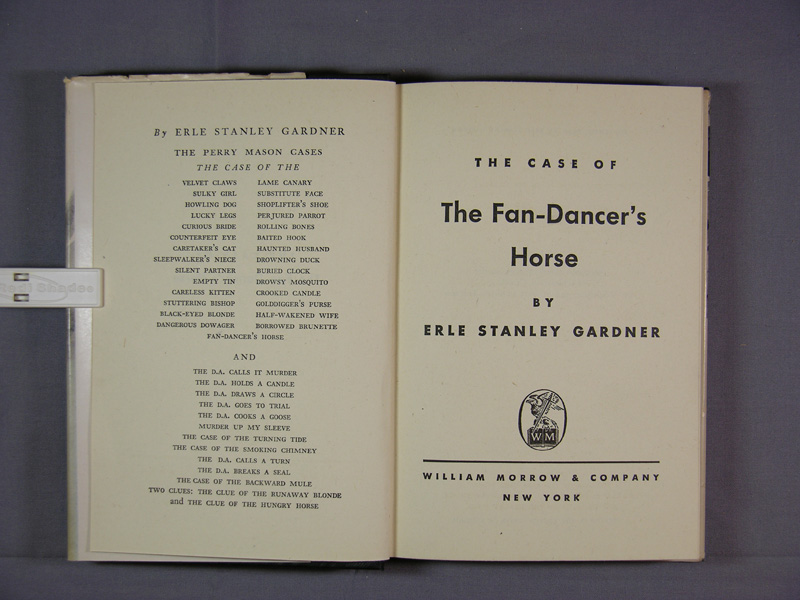 By ERLE STANLEY GARDNER
THE PERRY MASON CASES
THE CASE OF THE
VELVET CLAWS
SULKY GIRL
HOWLING DOG
LUCKY LEGS
CURIOUS BRIDE
COUNTERFEIT EYE
CARETAKER'S CAT
SLEEPWALKER'S NIECE
SILENT PARTNER
EMPTY TIN
CARELESS KITTEN
STUTTERING BISHOP
BLACK-EYED BLONDE
DANGEROUS DOWAGER
LAME CANARY
SUBSTITUTE FACE
SHOPLIFTER'S SHOE
PERJURED PARROT
ROLLING BONES
BAITED HOOK
HAUNTED HUSBAND
DROWNING DUCK
BURIED CLOCK
DROWSY MOSQUITO
CROOKED CANDLE
GOLDDIGGER'S PURSE
HALF-WAKENED WIFE
BORROWED BRUNETTE
FAN-DANCER'S HORSE
AND
THE D.A. CALLS IT MURDER
THE D.A. HOLDS A CANDLE
THE D.A. DRAWS A CIRCLE
THE D.A. GOES TO TRIAL
THE D.A. COOKS A GOOSE
MURDER UP MY SLEEVE
THE CASE OF THE TURNING TIDE
THE CASE OF THE SMOKING CHIMNEY
THE D.A. CALLS A TURN
THE D.A. BREAKS A SEAL
THE CASE OF THE BACKWARD MULE
TWO CLUES: THE CLUE OF THE RUNAWAY BLONDE
and THE CLUE OF THE HUNGRY HORSE
THE CASE OF
The Fan-Dancer's
Horse
BY
ERLE STANLEY GARDNER
WM
WILLIAM MORROW & COMPANY
NEW YORK